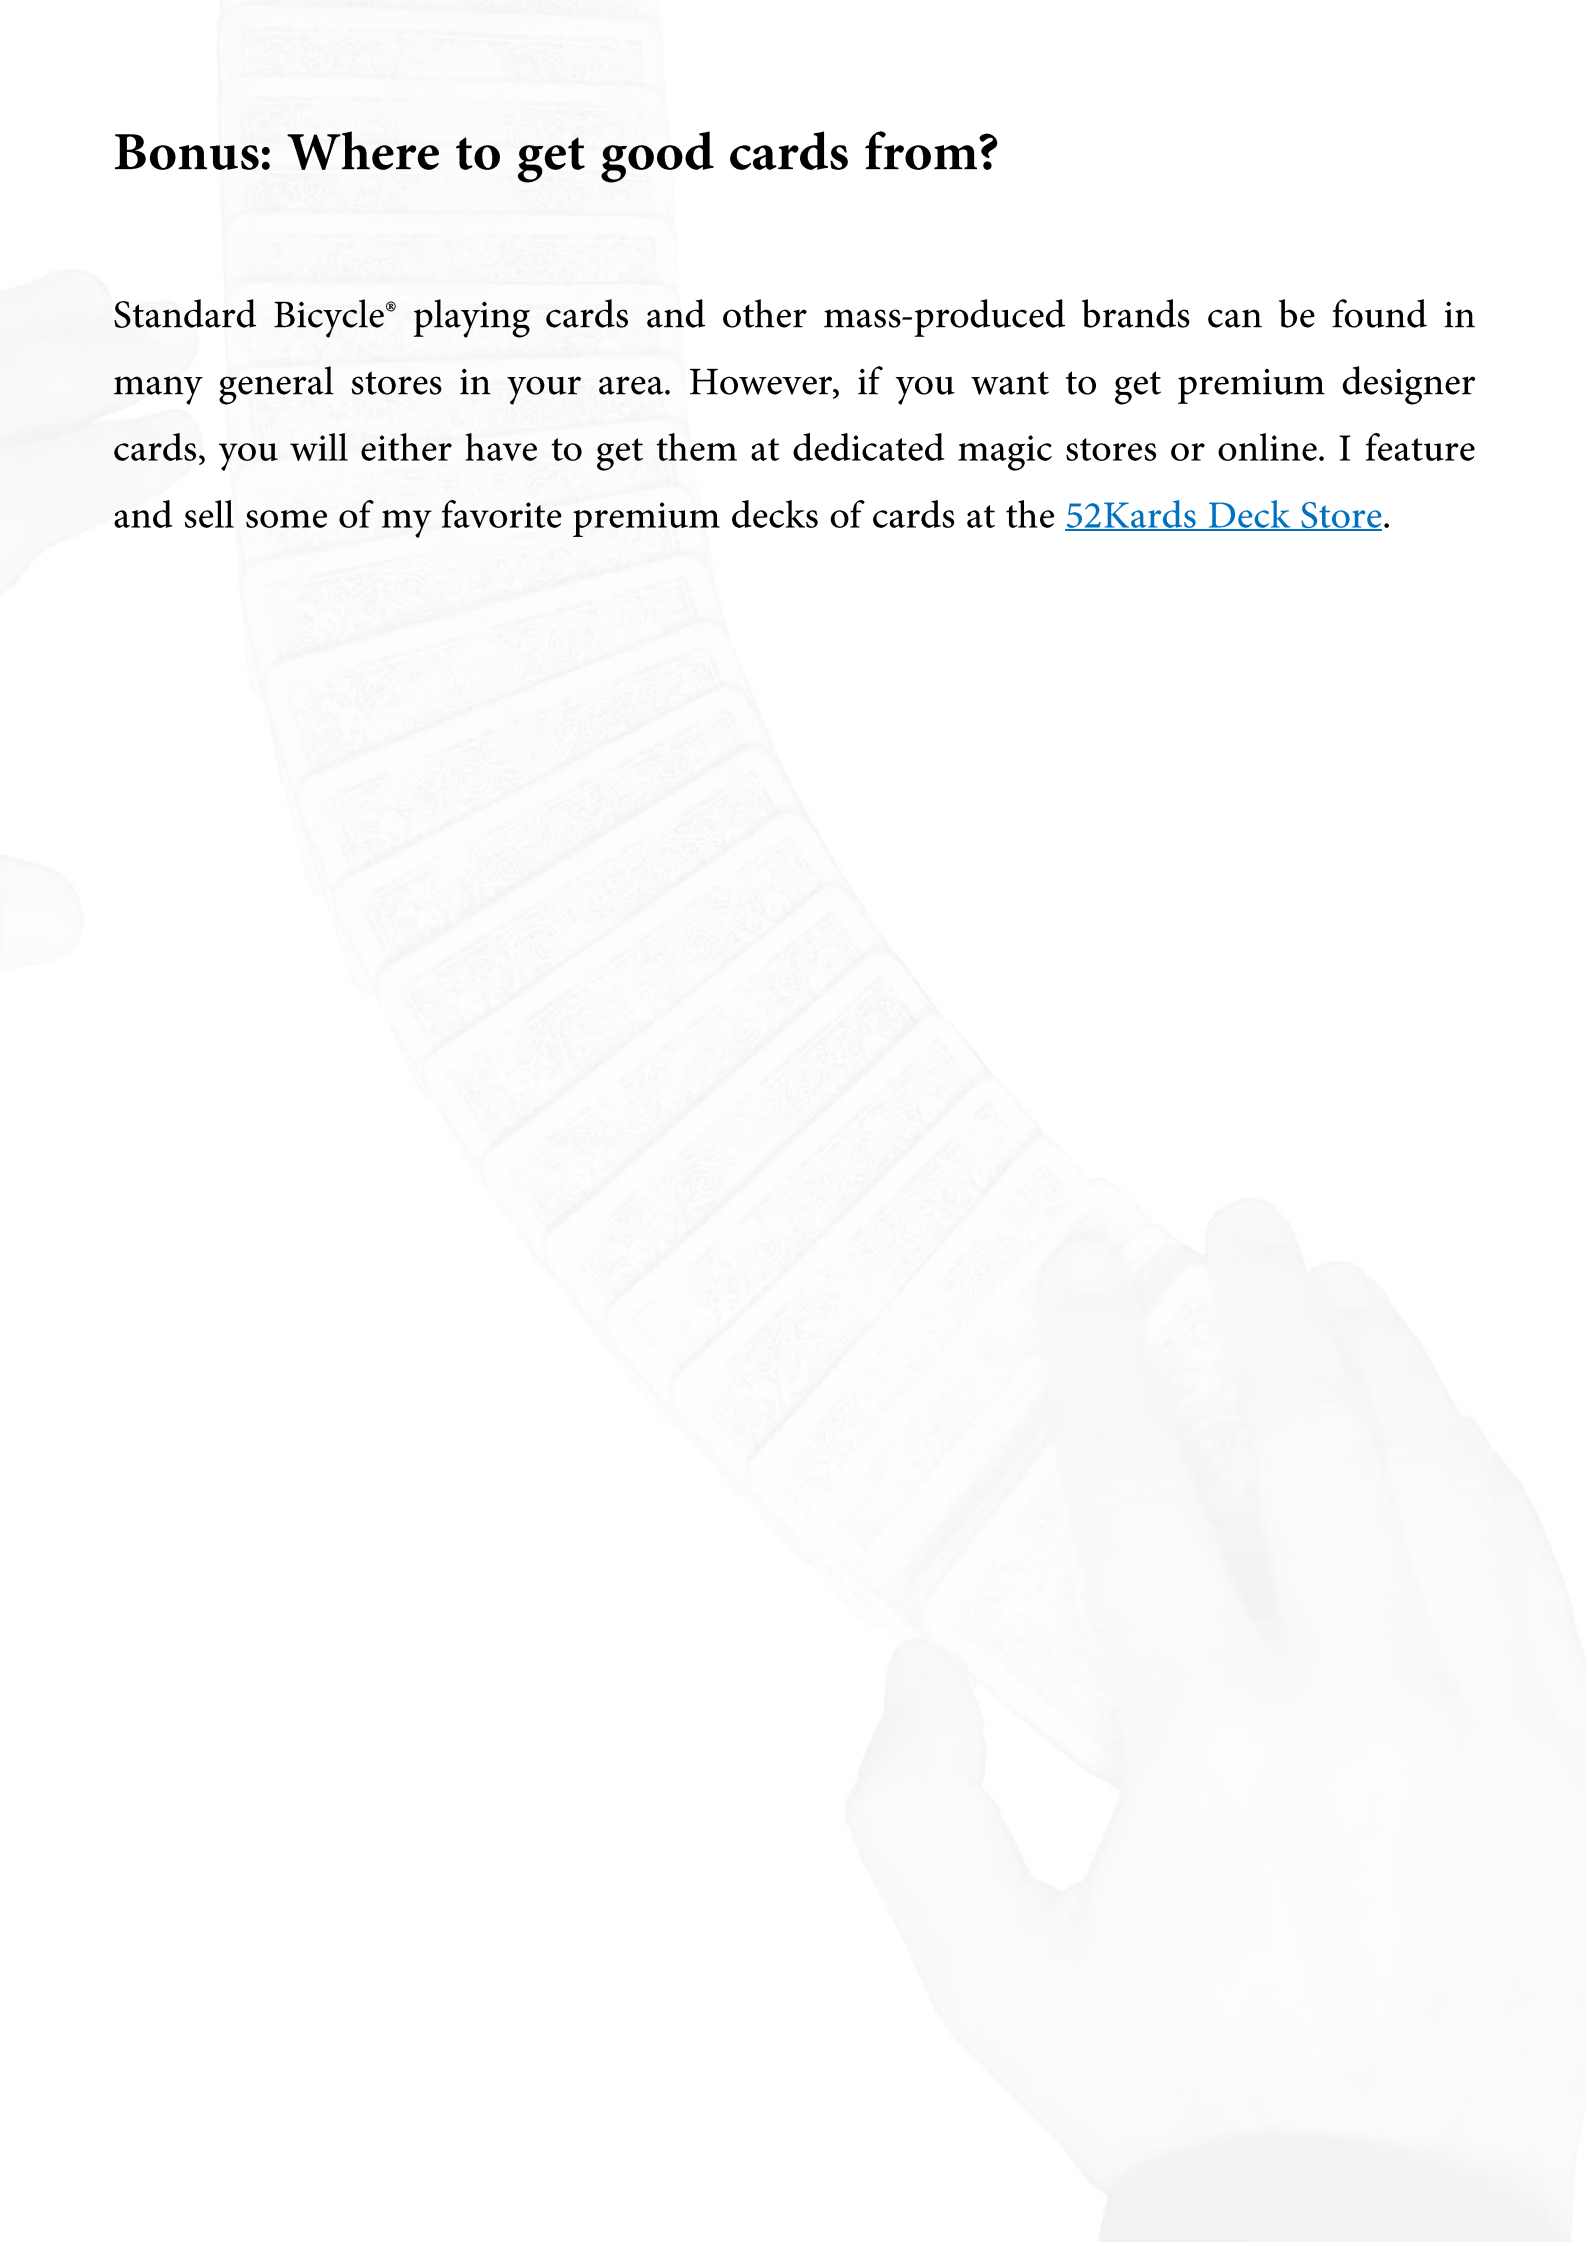 Bonus: Where to get good cards from?
Standard Bicycle® playing cards and other mass-produced brands can be found in
many general stores in your area. However, if you want to get premium designer
cards, you will either have to get them at dedicated magic stores or online. I feature
and sell some of my favorite premium decks of cards at the 52Kards Deck Store.